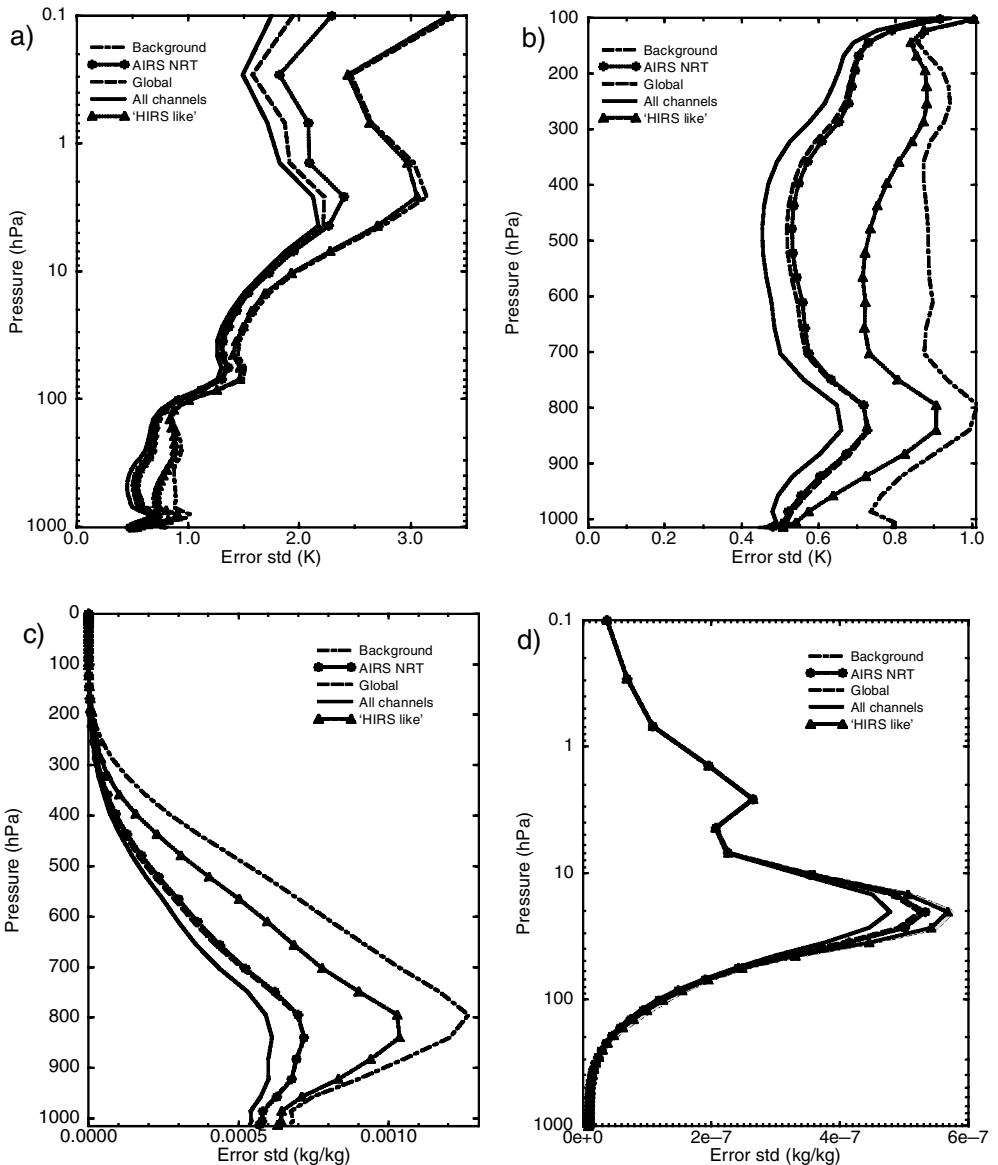 a)
Pressure (hPa)
0.1
1
10
100
1000
1.0
2.0
3.0
Error std (K)
Background
AIRS NRT
Global
All channels
'HIRS like'
b)
Pressure (hPa)
100
200
300
400
500
600
700
800
900
1000
0.0
0.2
0.4
0.6
0.8
1.0
Error std (K)
Background
AIRS NRT
Global
All channels
'HIRS like'
c)
Pressure (hPa)
0
100
200
300
400
500
600
700
800
900
1000
0.0000
0.0005
0.0010
Error std (kg/kg)
Background
AIRS NRT
Global
All channels
'HIRS like'
d)
Pressure (hPa)
0.1
1
10
100
1000
0e+0
2e−7
4e−7
6e−7
Error std (kg/kg)
Background
AIRS NRT
Global
All channels
'HIRS like'